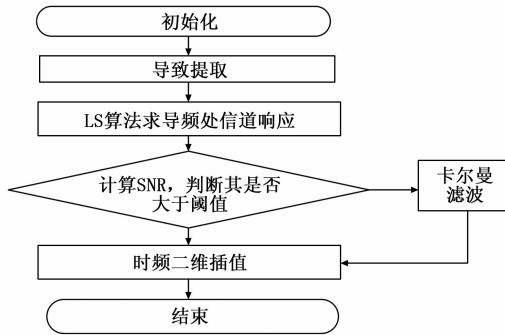 初始化
导致提取
LS算法求导频处信道响应
计算SNR，判断其是否
大于阈值
卡尔曼
滤波
时频二维插值
结束